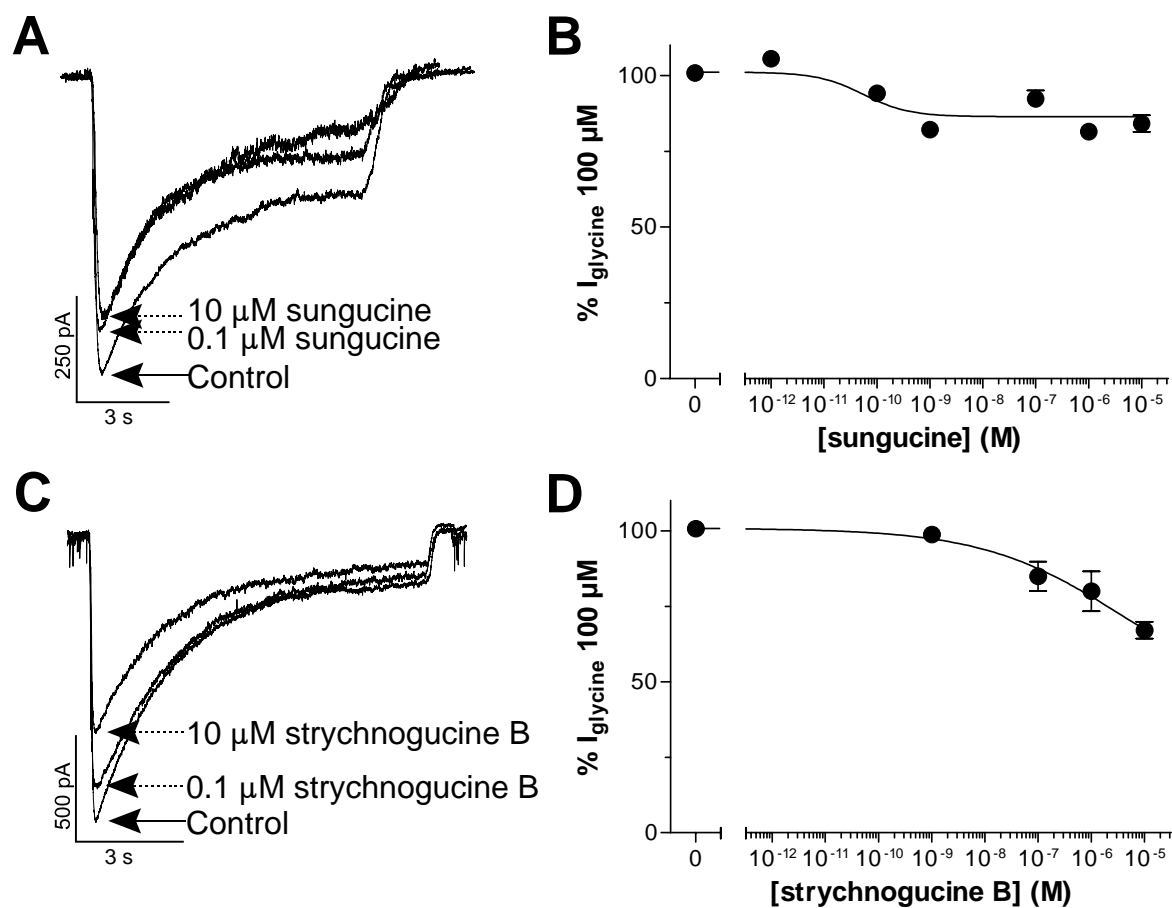 A
10 μM sungucine
0.1 μM sungucine
Control
250 pA
3 s
B
% Iglycine 100 μM
100
50
0
0 10-12 10-11 10-10 10-9 10-8 10-7 10-6 10-5
[sungucine] (M)
C
10 μM strychnogucine B
0.1 μM strychnogucine B
Control
500 pA
3 s
D
% Iglycine 100 μM
100
50
0
0 10-12 10-11 10-10 10-9 10-8 10-7 10-6 10-5
[strychnogucine B] (M)